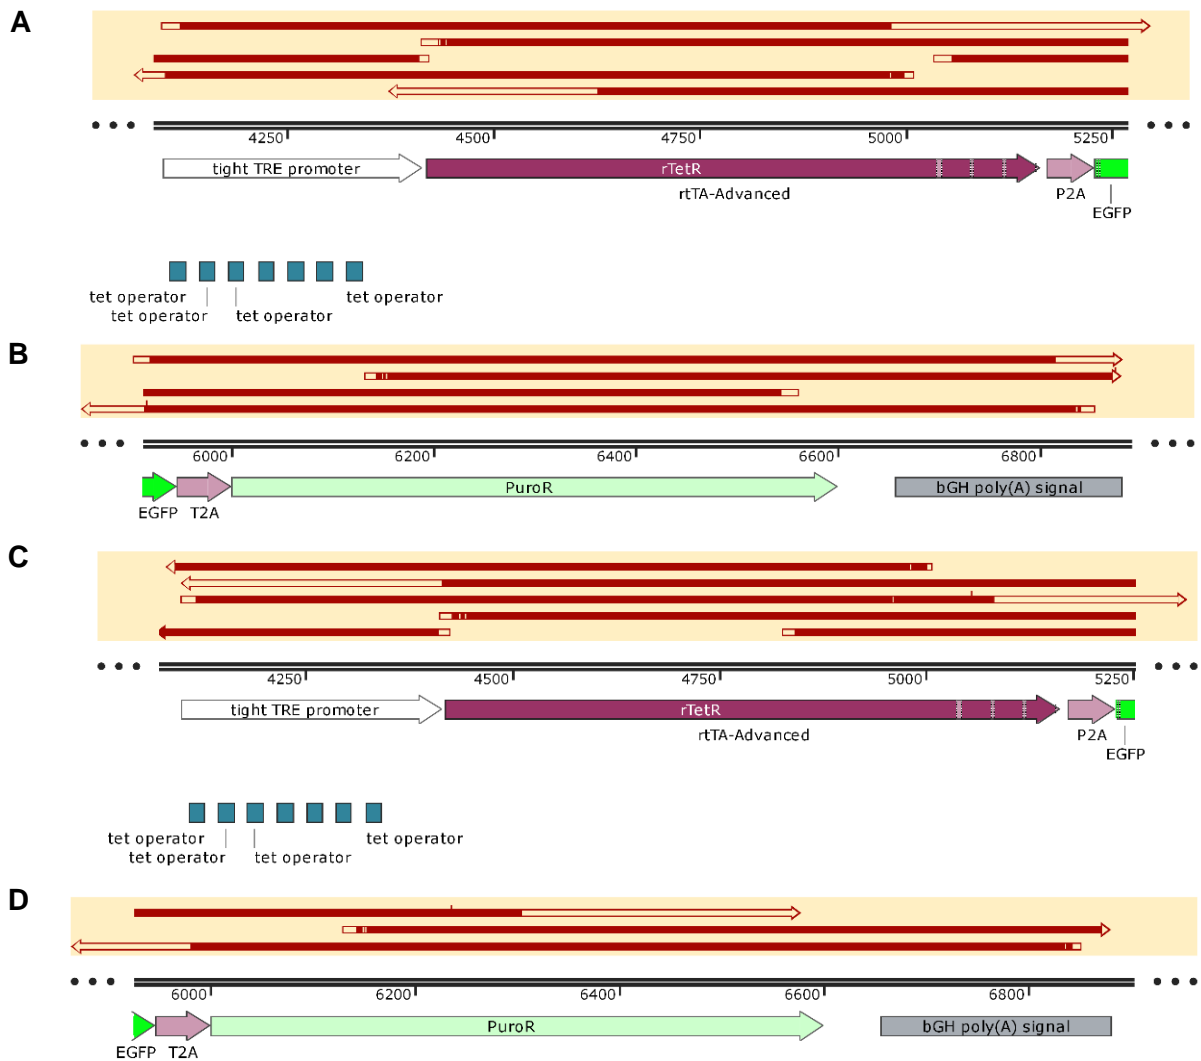 A
4250 4500 4750 5000 5250
tight TRE promoter rTetR
rtTA-Advanced P2A
EGFP
tet operator tet operator
tet operator tet operator
B
6000 6200 6400 6600 6800
PuroR bGH poly(A) signal
EGFP T2A
C
4250 4500 4750 5000 5250
tight TRE promoter rTetR
rtTA-Advanced P2A
EGFP
tet operator tet operator
tet operator tet operator
D
6000 6200 6400 6600 6800
PuroR bGH poly(A) signal
EGFP T2A